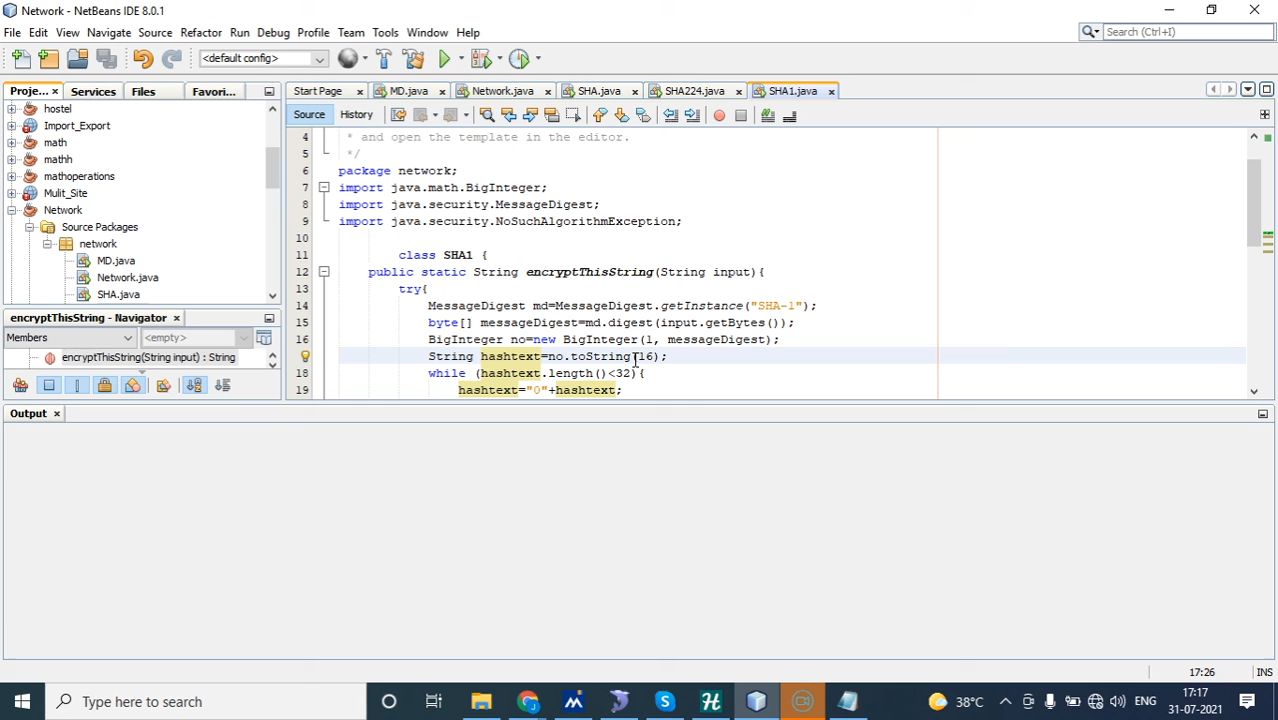 Network - NetBeans IDE 8.0.1
File Edit View Navigate Source Refactor Run Debug Profile Team Tools Window Help
Search (Ctrl+I)
<default config>
Proje... × Services Files Favori...
Start Page × MD.java × Network.java × SHA.java × SHA224.java × SHA1.java ×
Source History
hostel
Import_Export
math
mathh
mathoperations
Mulit_Site
Network
Source Packages
network
MD.java
Network.java
SHA.java
encryptThisString - Navigator ×
Members <empty>
encryptThisString(String input) : String
4 * and open the template in the editor.
5 */
6 package network;
7 import java.math.BigInteger;
8 import java.security.MessageDigest;
9 import java.security.NoSuchAlgorithmException;
10
11 class SHA1 {
12 public static String encryptThisString(String input){
13 try{
14 MessageDigest md=MessageDigest.getInstance("SHA-1");
15 byte[] messageDigest=md.digest(input.getBytes());
16 BigInteger no=new BigInteger(1, messageDigest);
String hashtext=no.toString(16);
18 while (hashtext.length()<32){
19 hashtext="0"+hashtext;
Output ×
17:26 INS
Type here to search
38°C ENG 17:17
31-07-2021